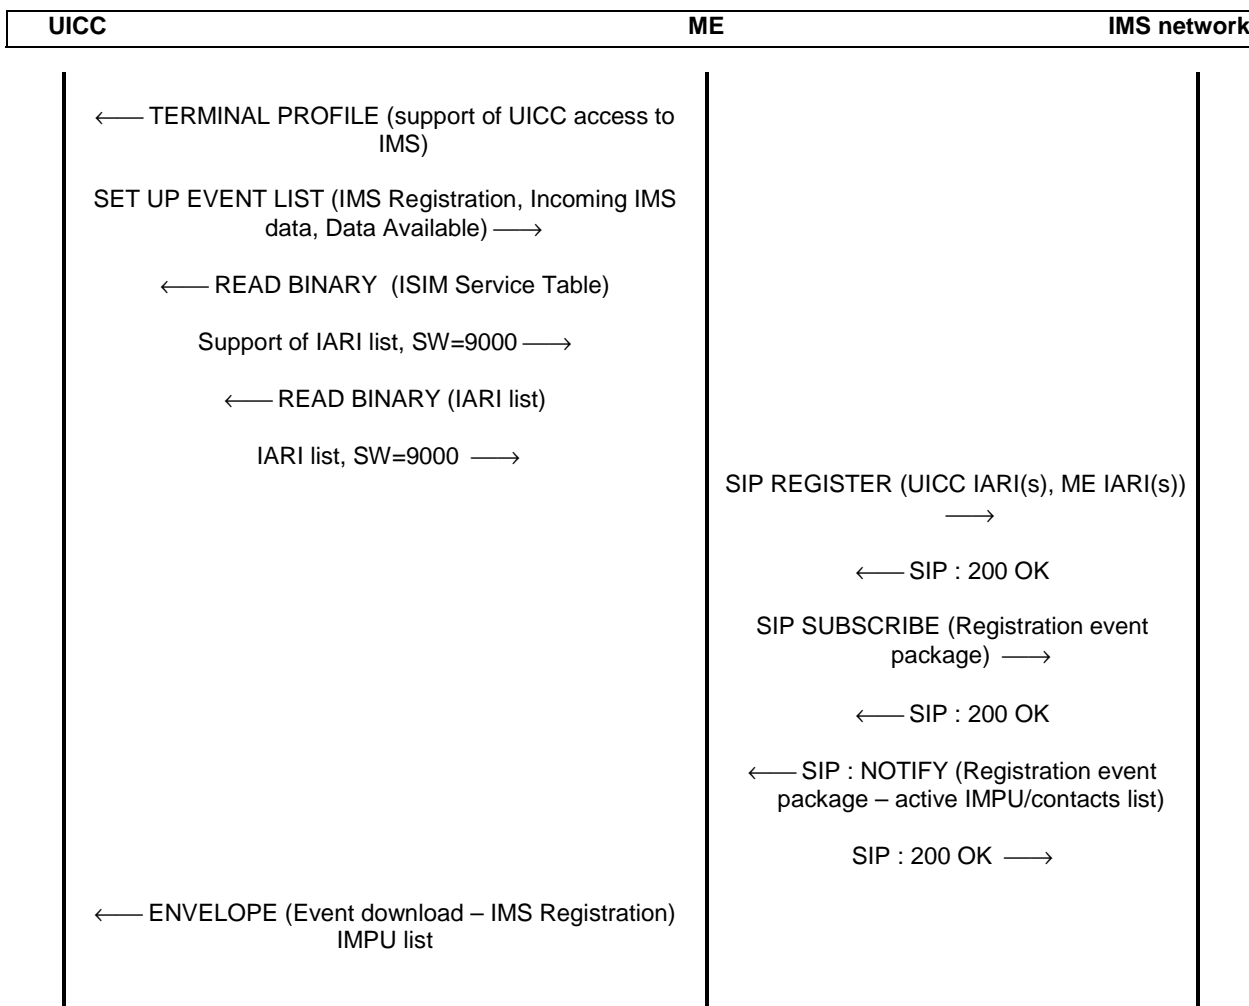 UICC ME IMS network
← TERMINAL PROFILE (support of UICC access to
IMS)
SET UP EVENT LIST (IMS Registration, Incoming IMS
data, Data Available) →
← READ BINARY (ISIM Service Table)
Support of IARI list, SW=9000 →
← READ BINARY (IARI list)
IARI list, SW=9000 →
SIP REGISTER (UICC IARI(s), ME IARI(s))
→
← SIP : 200 OK
SIP SUBSCRIBE (Registration event
package) →
← SIP : 200 OK
← SIP : NOTIFY (Registration event
package – active IMPU/contacts list)
SIP : 200 OK →
← ENVELOPE (Event download – IMS Registration)
IMPU list